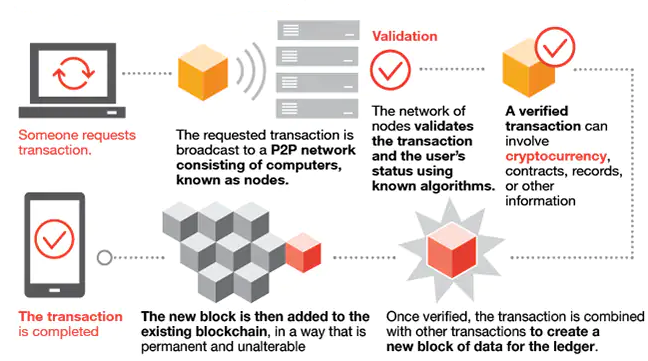 Someone requests
transaction.
The requested transaction is
broadcast to a P2P network
consisting of computers,
known as nodes.
Validation
The network of
nodes validates
the transaction
and the user's
status using
known algorithms.
A verified
transaction can
involve
cryptocurrency,
contracts, records,
or other
information
The transaction
is completed
The new block is then added to the
existing blockchain, in a way that is
permanent and unalterable
Once verified, the transaction is combined
with other transactions to create a
new block of data for the ledger.